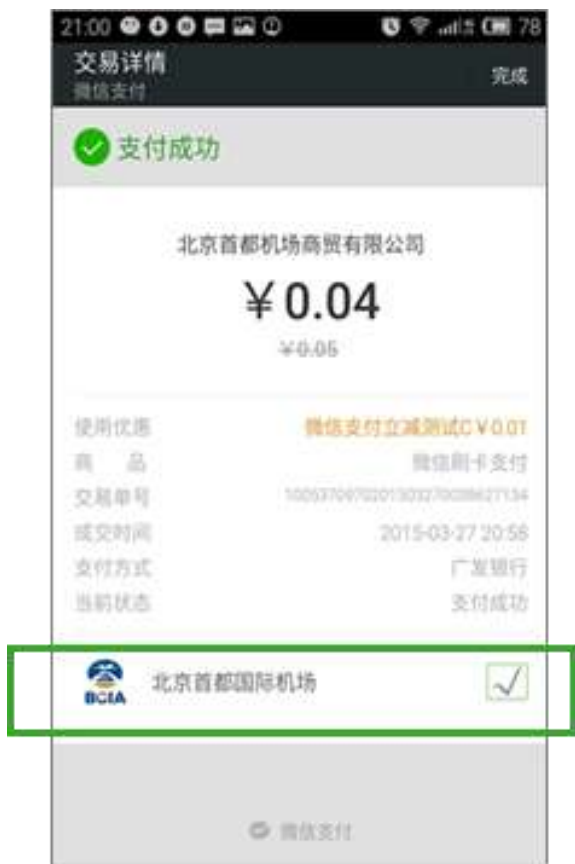 21:00 78
交易详情
微信支付
完成
支付成功
北京首都机场商贸有限公司
¥0.04
¥0.05
使用优惠 微信支付立减测试C¥0.01
商 品 微信刷卡支付
交易单号
成交时间 2015-03-27 20:56
支付方式 广发银行
当前状态 支付成功
BCIA 北京首都国际机场
微信支付